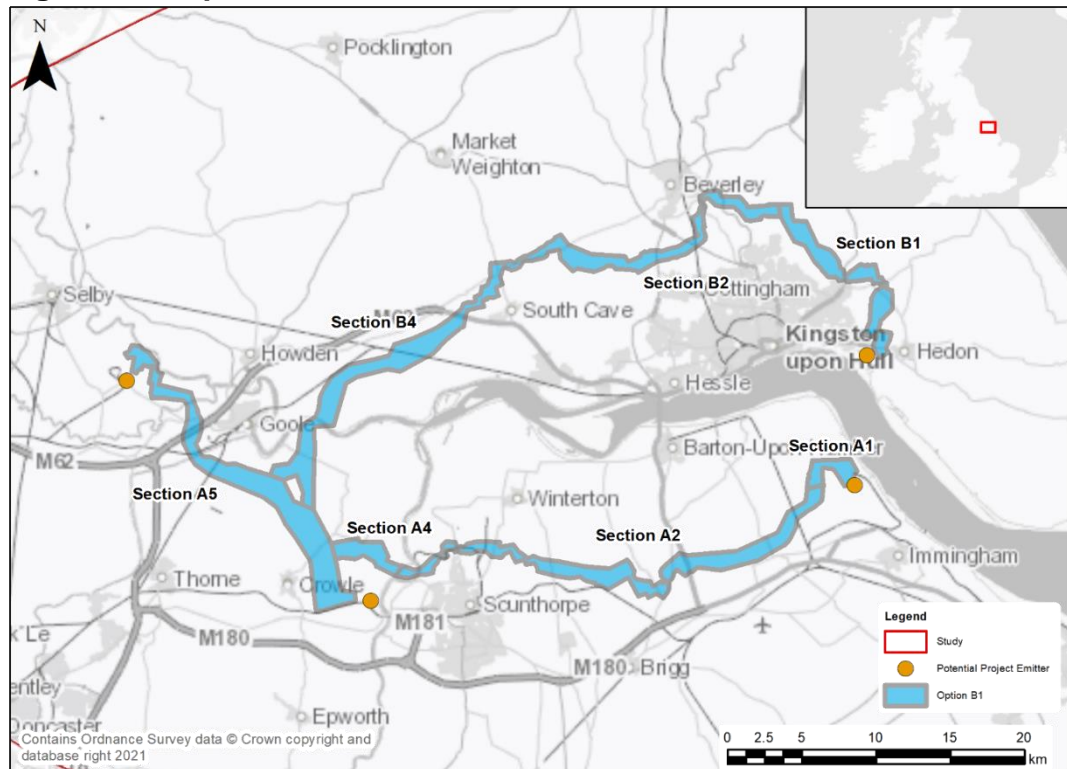 N
Pocklington
Market
Weighton
Beverley
Section B1
Section B2
Cottingham
Selby
Section B4
South Cave
Howden
Kingston
upon Hull
Hedon
Hessle
Goole
Barton-Upon-Humber
Section A1
M62
Section A5
Winterton
Section A4
Section A2
Immingham
Thorne
Crowle
Scunthorpe
M181
M180
M180
Brigg
Epworth
Doncaster
Legend
Study
Potential Project Emitter
Option B1
Contains Ordnance Survey data © Crown copyright and
database right 2021
0 2.5 5 10 15 20
km